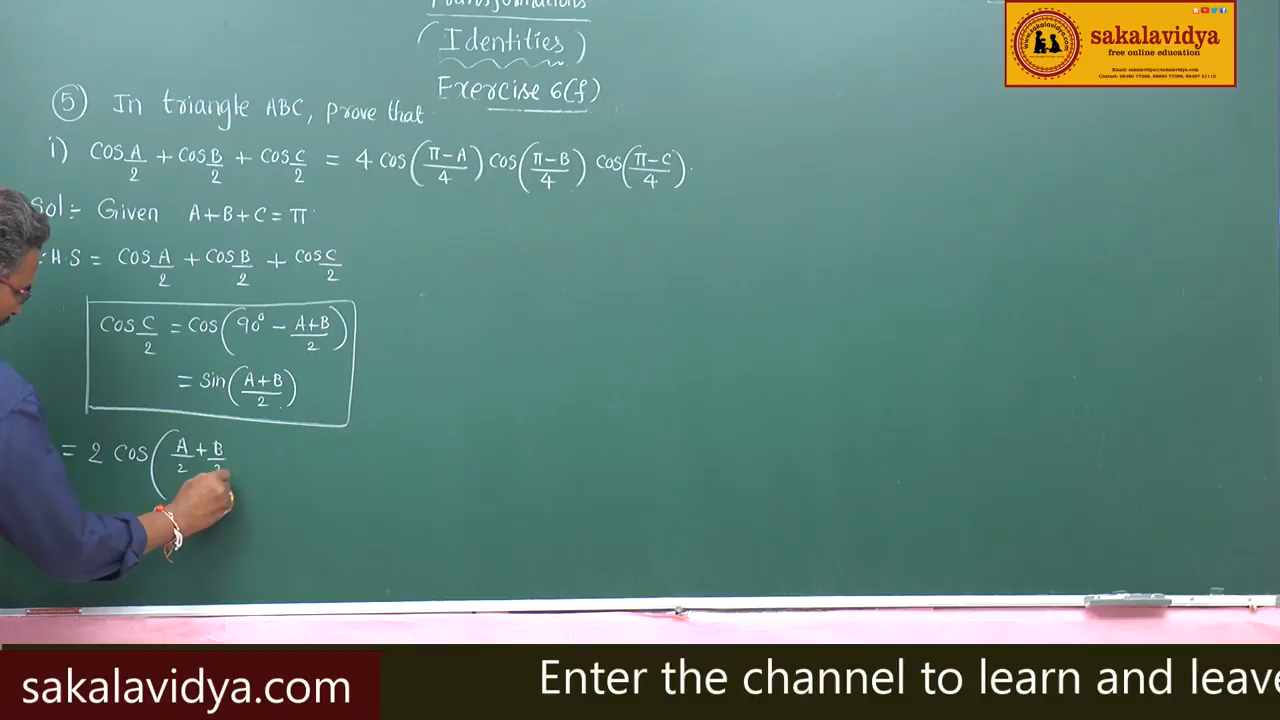 Transformations
(Identities)
Exercise 6(f)
sakalavidya
free online education
5) In triangle ABC, prove that
i) Cos A/2 + Cos B/2 + Cos C/2 = 4 Cos((π-A)/4) Cos((π-B)/4) Cos((π-C)/4).
Sol:- Given A+B+C = π
H.S = Cos A/2 + Cos B/2 + Cos C/2
Cos C/2 = Cos(90° - (A+B)/2)
= Sin((A+B)/2)
= 2 Cos(A/2 + B/2
sakalavidya.com
Enter the channel to learn and leave